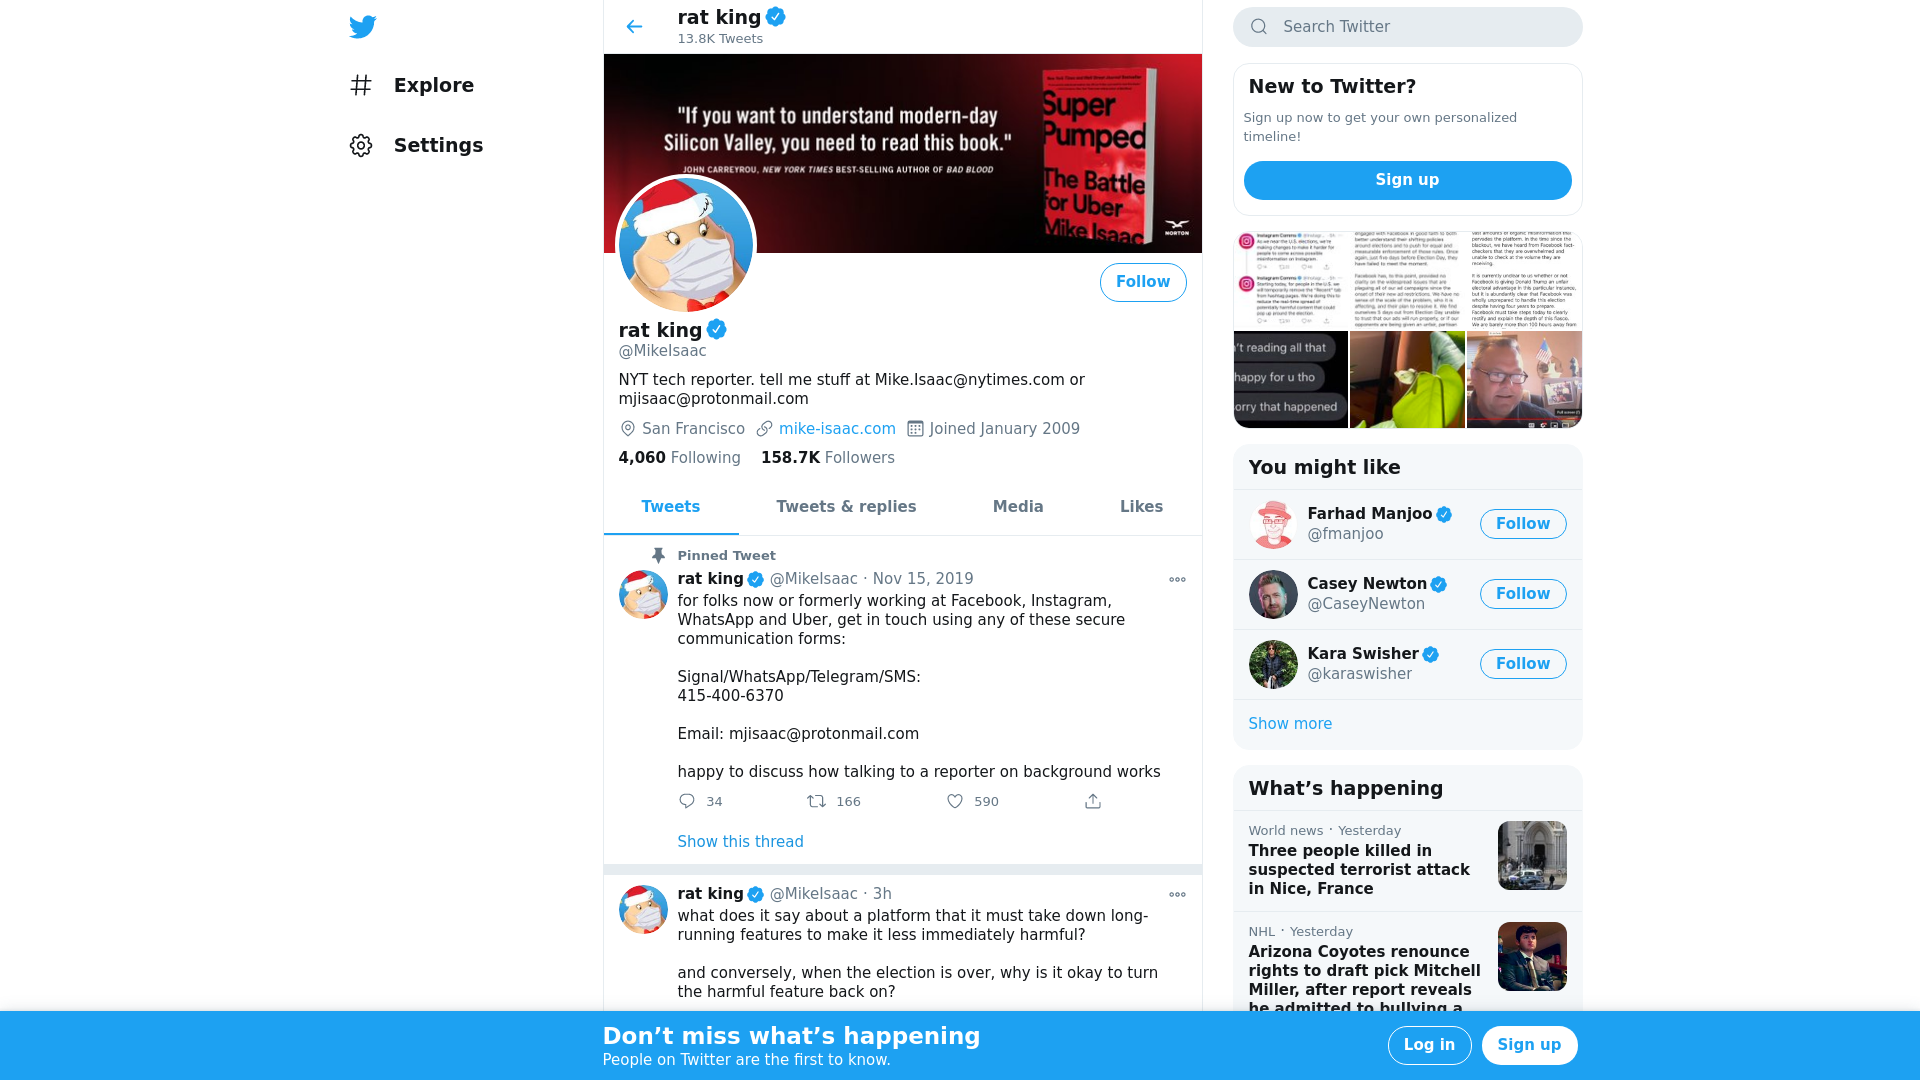 rat king
13.8K Tweets
Search Twitter
Explore
Settings
New to Twitter?
Sign up now to get your own personalized
timeline!
Sign up
"If you want to understand modern-day
Silicon Valley, you need to read this book."
JOHN CARREYROU, NEW YORK TIMES BEST-SELLING AUTHOR OF BAD BLOOD
Super
Pumped
The Battle
for Uber
Mike Isaac
NORTON
Follow
rat king
@MikeIsaac
NYT tech reporter. tell me stuff at Mike.Isaac@nytimes.com or
mjisaac@protonmail.com
San Francisco mike-isaac.com Joined January 2009
4,060 Following 158.7K Followers
Tweets Tweets & replies Media Likes
Pinned Tweet
rat king @MikeIsaac · Nov 15, 2019
for folks now or formerly working at Facebook, Instagram,
WhatsApp and Uber, get in touch using any of these secure
communication forms:
Signal/WhatsApp/Telegram/SMS:
415-400-6370
Email: mjisaac@protonmail.com
happy to discuss how talking to a reporter on background works
34 166 590
Show this thread
rat king @MikeIsaac · 3h
what does it say about a platform that it must take down long-
running features to make it less immediately harmful?
and conversely, when the election is over, why is it okay to turn
the harmful feature back on?
't reading all that
happy for u tho
orry that happened
You might like
Farhad Manjoo
@fmanjoo
Follow
Casey Newton
@CaseyNewton
Follow
Kara Swisher
@karaswisher
Follow
Show more
What's happening
World news · Yesterday
Three people killed in
suspected terrorist attack
in Nice, France
NHL · Yesterday
Arizona Coyotes renounce
rights to draft pick Mitchell
Miller, after report reveals
he admitted to bullying a
Don't miss what's happening
People on Twitter are the first to know.
Log in
Sign up